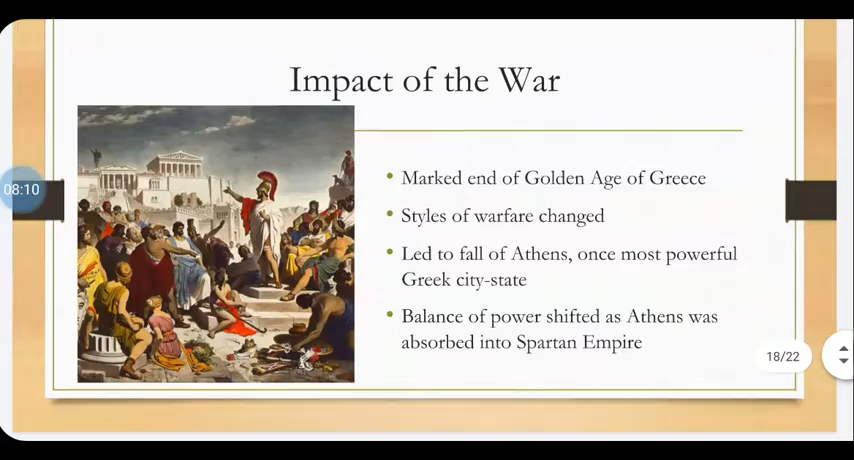 Impact of the War
08:10
• Marked end of Golden Age of Greece
• Styles of warfare changed
• Led to fall of Athens, once most powerful
Greek city-state
• Balance of power shifted as Athens was
absorbed into Spartan Empire
18/22